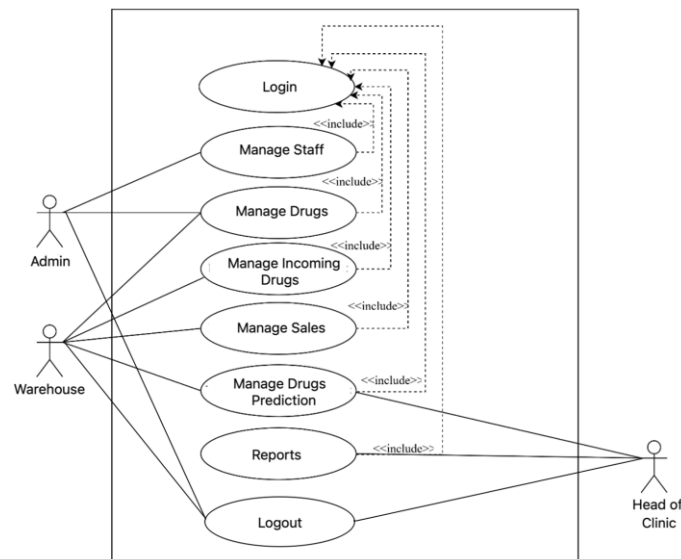 Login
<<include>>
Manage Staff
<<include>>
Manage Drugs
Admin
<<include>>
Manage Incoming
Drugs
<<include>>
Manage Sales
Warehouse
<<include>>
Manage Drugs
Prediction
<<include>>
Reports
Head of
Clinic
Logout